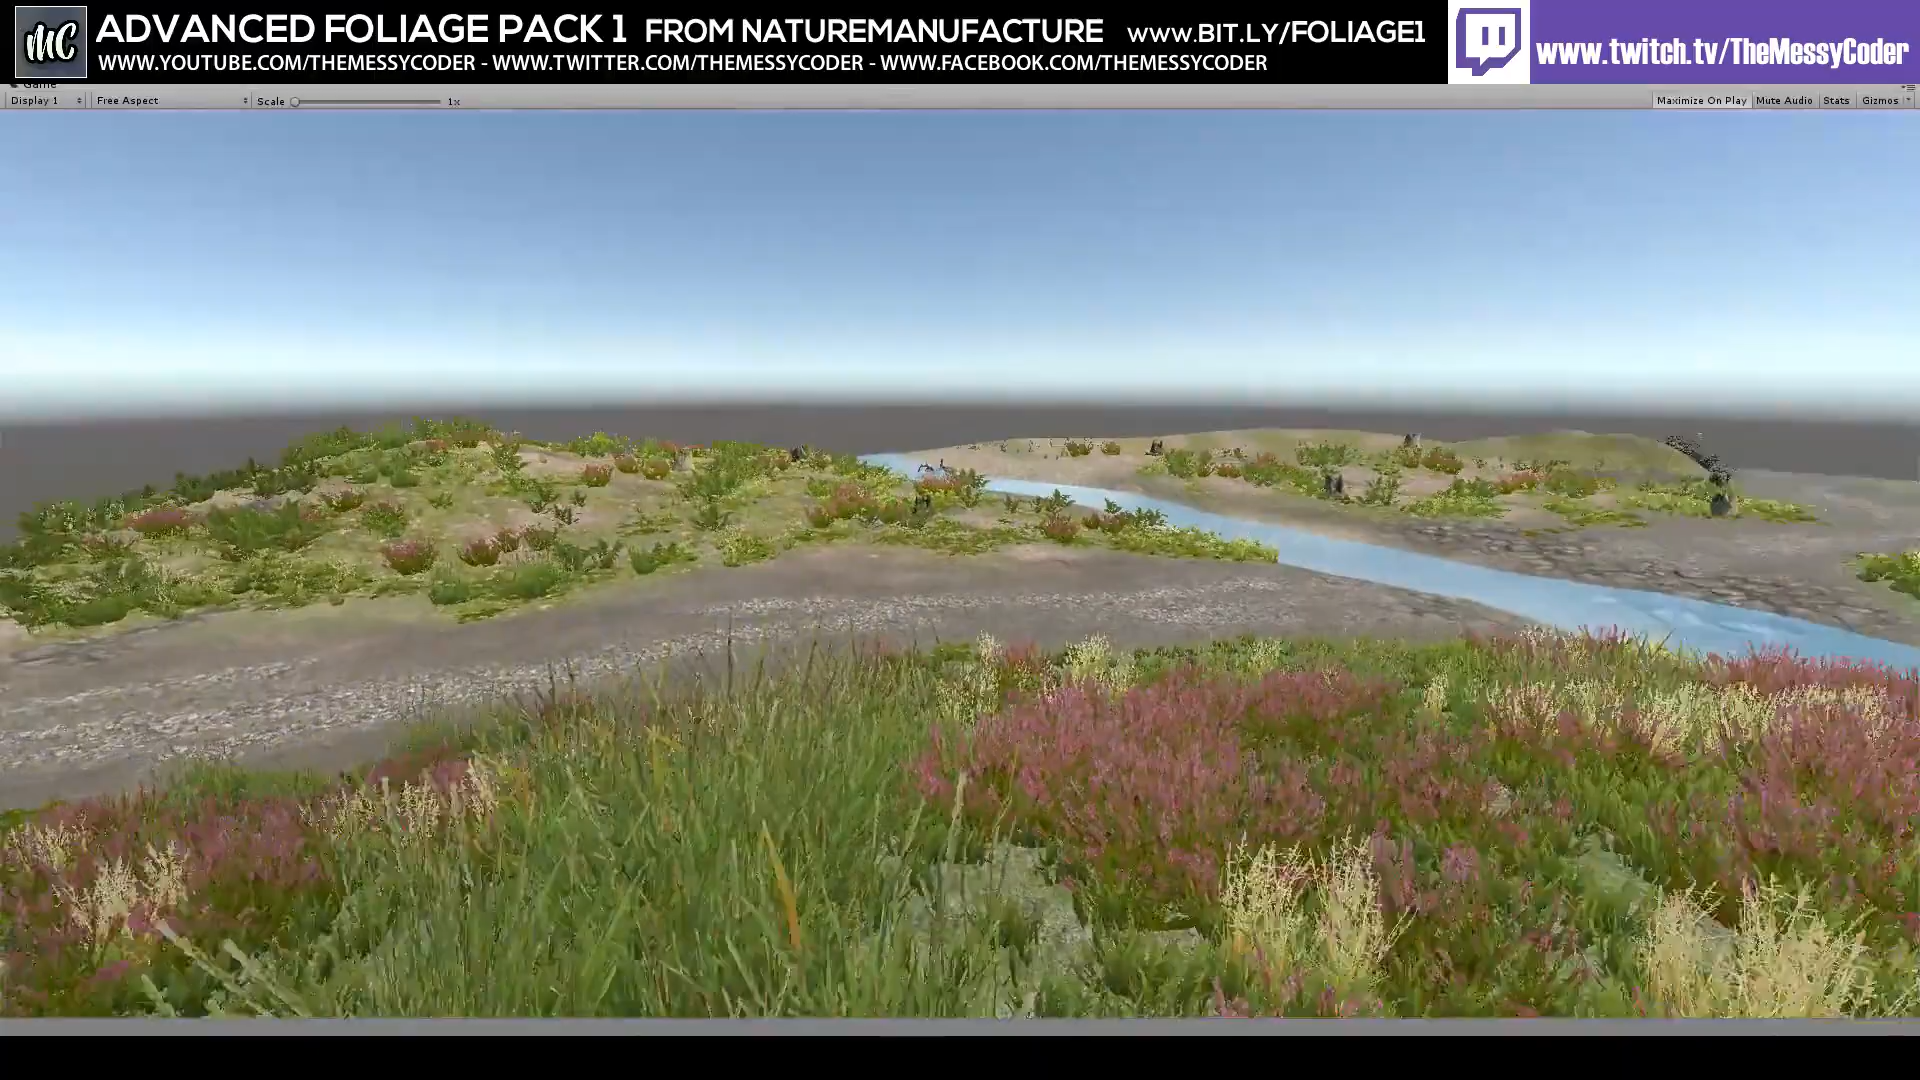 MC
ADVANCED FOLIAGE PACK 1 FROM NATUREMANUFACTURE WWW.BIT.LY/FOLIAGE1
WWW.YOUTUBE.COM/THEMESSYCODER - WWW.TWITTER.COM/THEMESSYCODER - WWW.FACEBOOK.COM/THEMESSYCODER
www.twitch.tv/TheMessyCoder
Game
Display 1 Free Aspect Scale 1x Maximize On Play Mute Audio Stats Gizmos